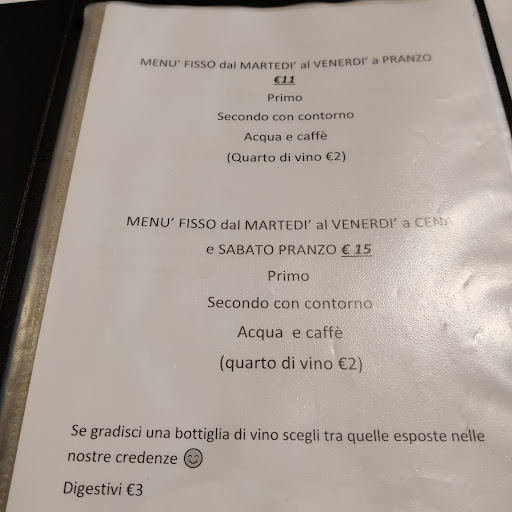 MENU’ FISSO dal MARTEDI’ al VENERDI’ a PRANZO
€11
Primo
Secondo con contorno
Acqua e caffè
(Quarto di vino €2)
MENU’ FISSO dal MARTEDI’ al VENERDI’ a CENA
e SABATO PRANZO € 15
Primo
Secondo con contorno
Acqua e caffè
(quarto di vino €2)
Se gradisci una bottiglia di vino scegli tra quelle esposte nelle
nostre credenze ☺
Digestivi €3